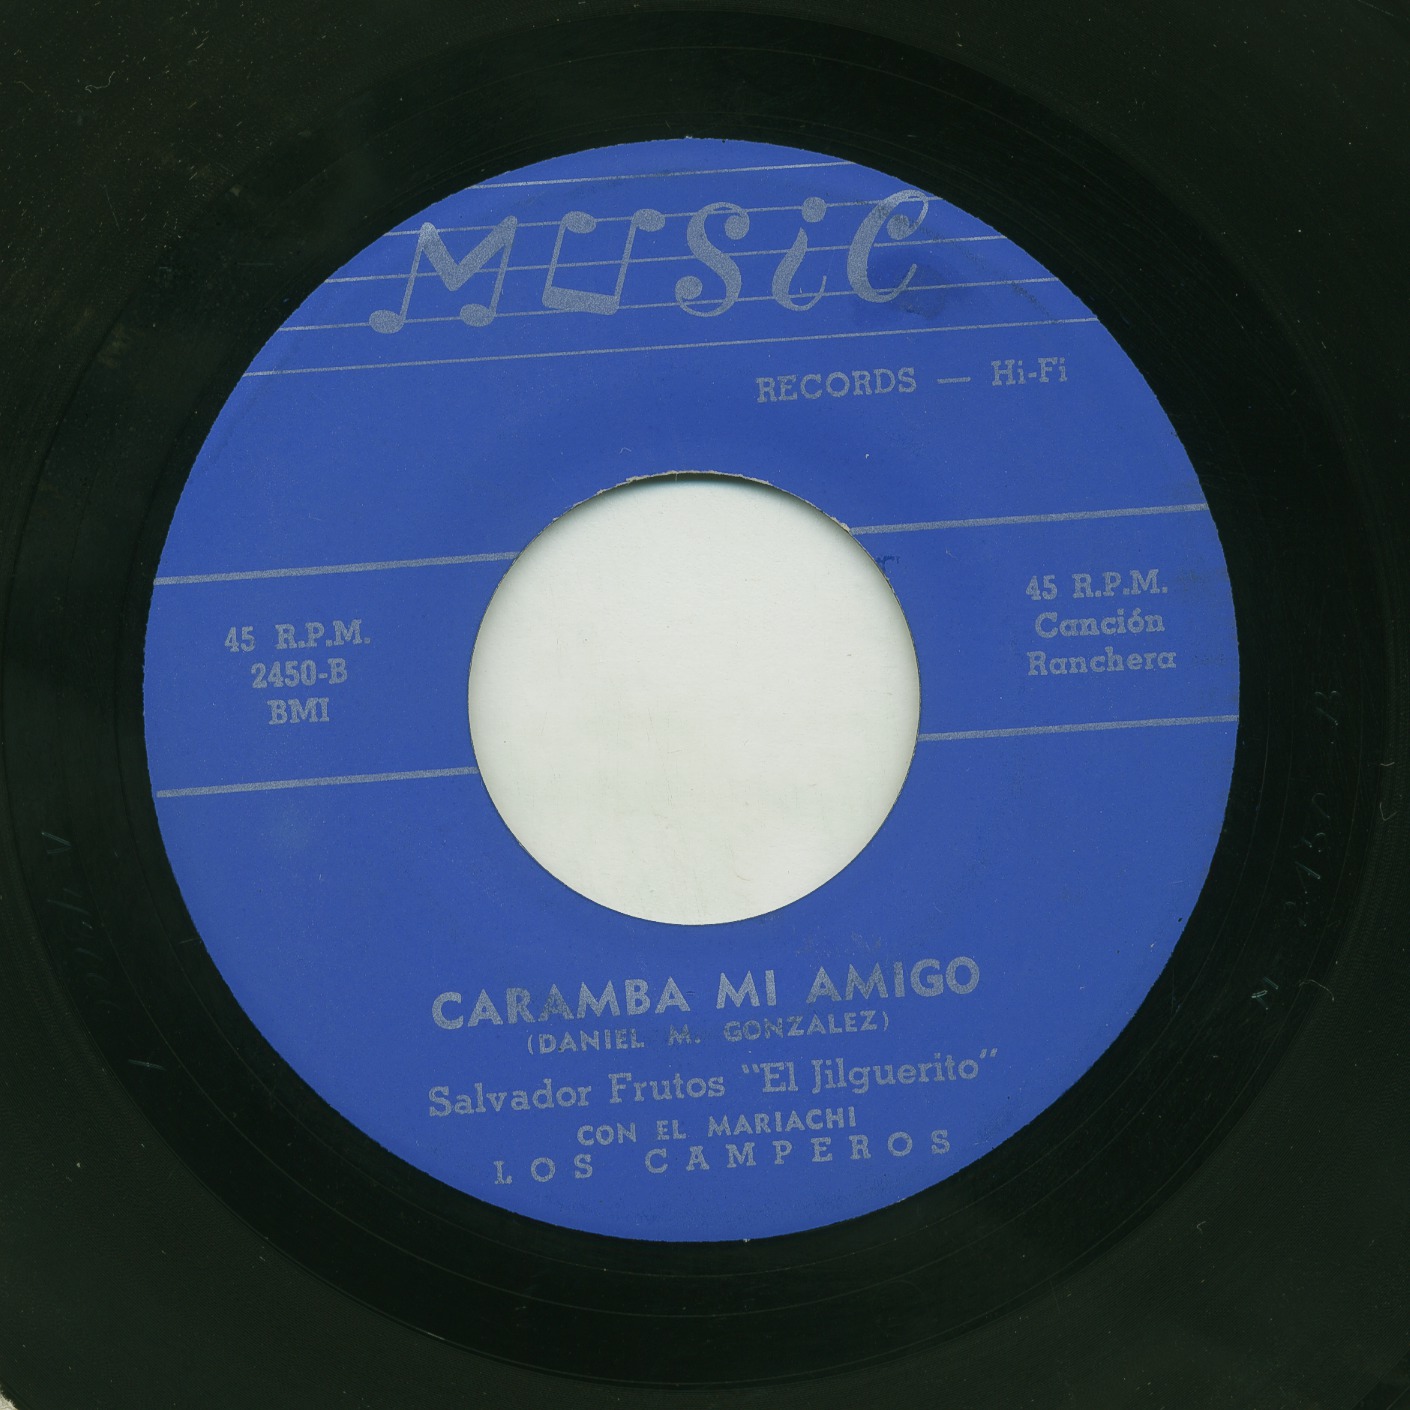 MUSiC
RECORDS — Hi-Fi
45 R.P.M.
2450-B
BMI
45 R.P.M.
Canción
Ranchera
CARAMBA MI AMIGO
(DANIEL M. GONZALEZ)
Salvador Frutos "El Jilguerito"
CON EL MARIACHI
LOS CAMPEROS